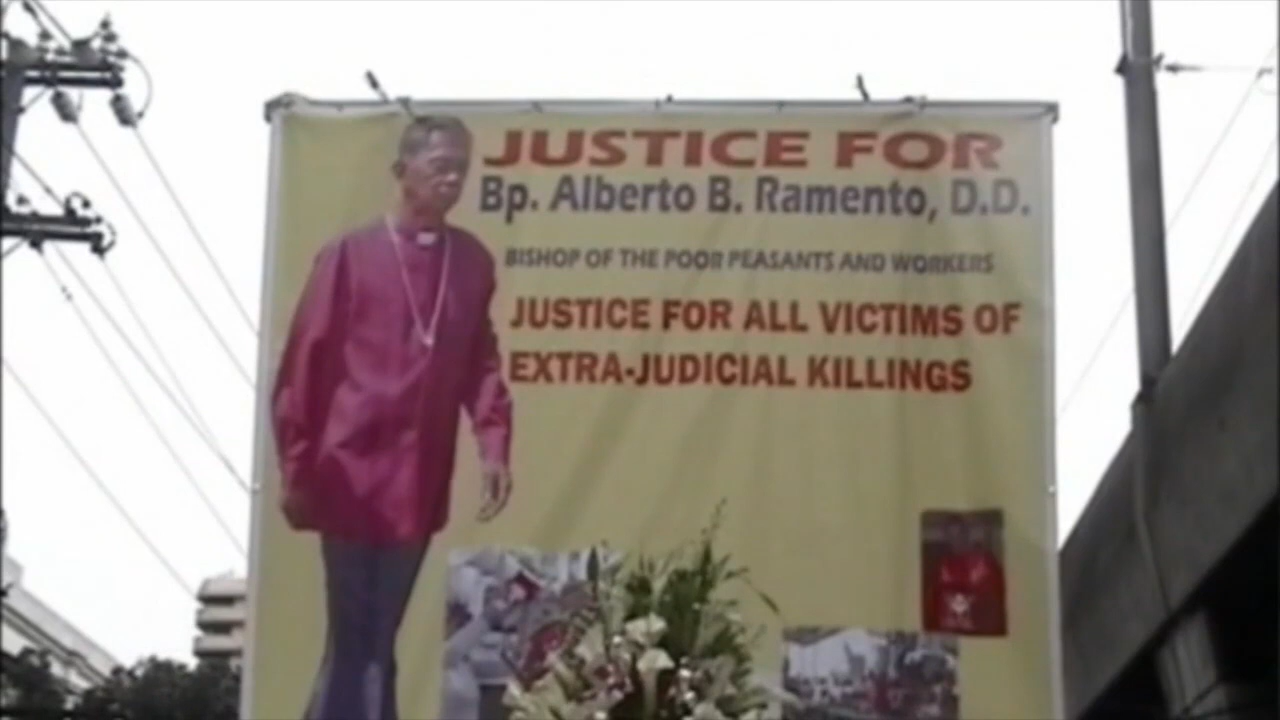 JUSTICE FOR
Bp. Alberto B. Ramento, D.D.
BISHOP OF THE POOR PEASANTS AND WORKERS
JUSTICE FOR ALL VICTIMS OF
EXTRA-JUDICIAL KILLINGS